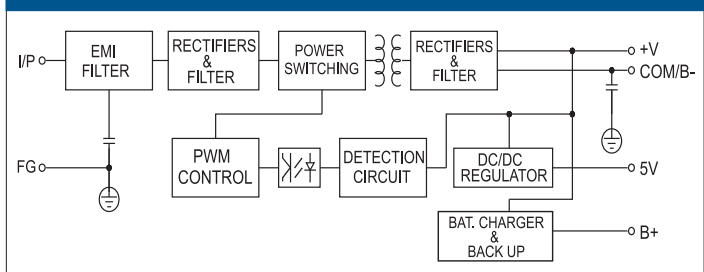 I/P
EMI
FILTER
RECTIFIERS
&
FILTER
POWER
SWITCHING
RECTIFIERS
&
FILTER
+V
COM/B-
FG
PWM
CONTROL
DETECTION
CIRCUIT
DC/DC
REGULATOR
5V
BAT. CHARGER
&
BACK UP
B+